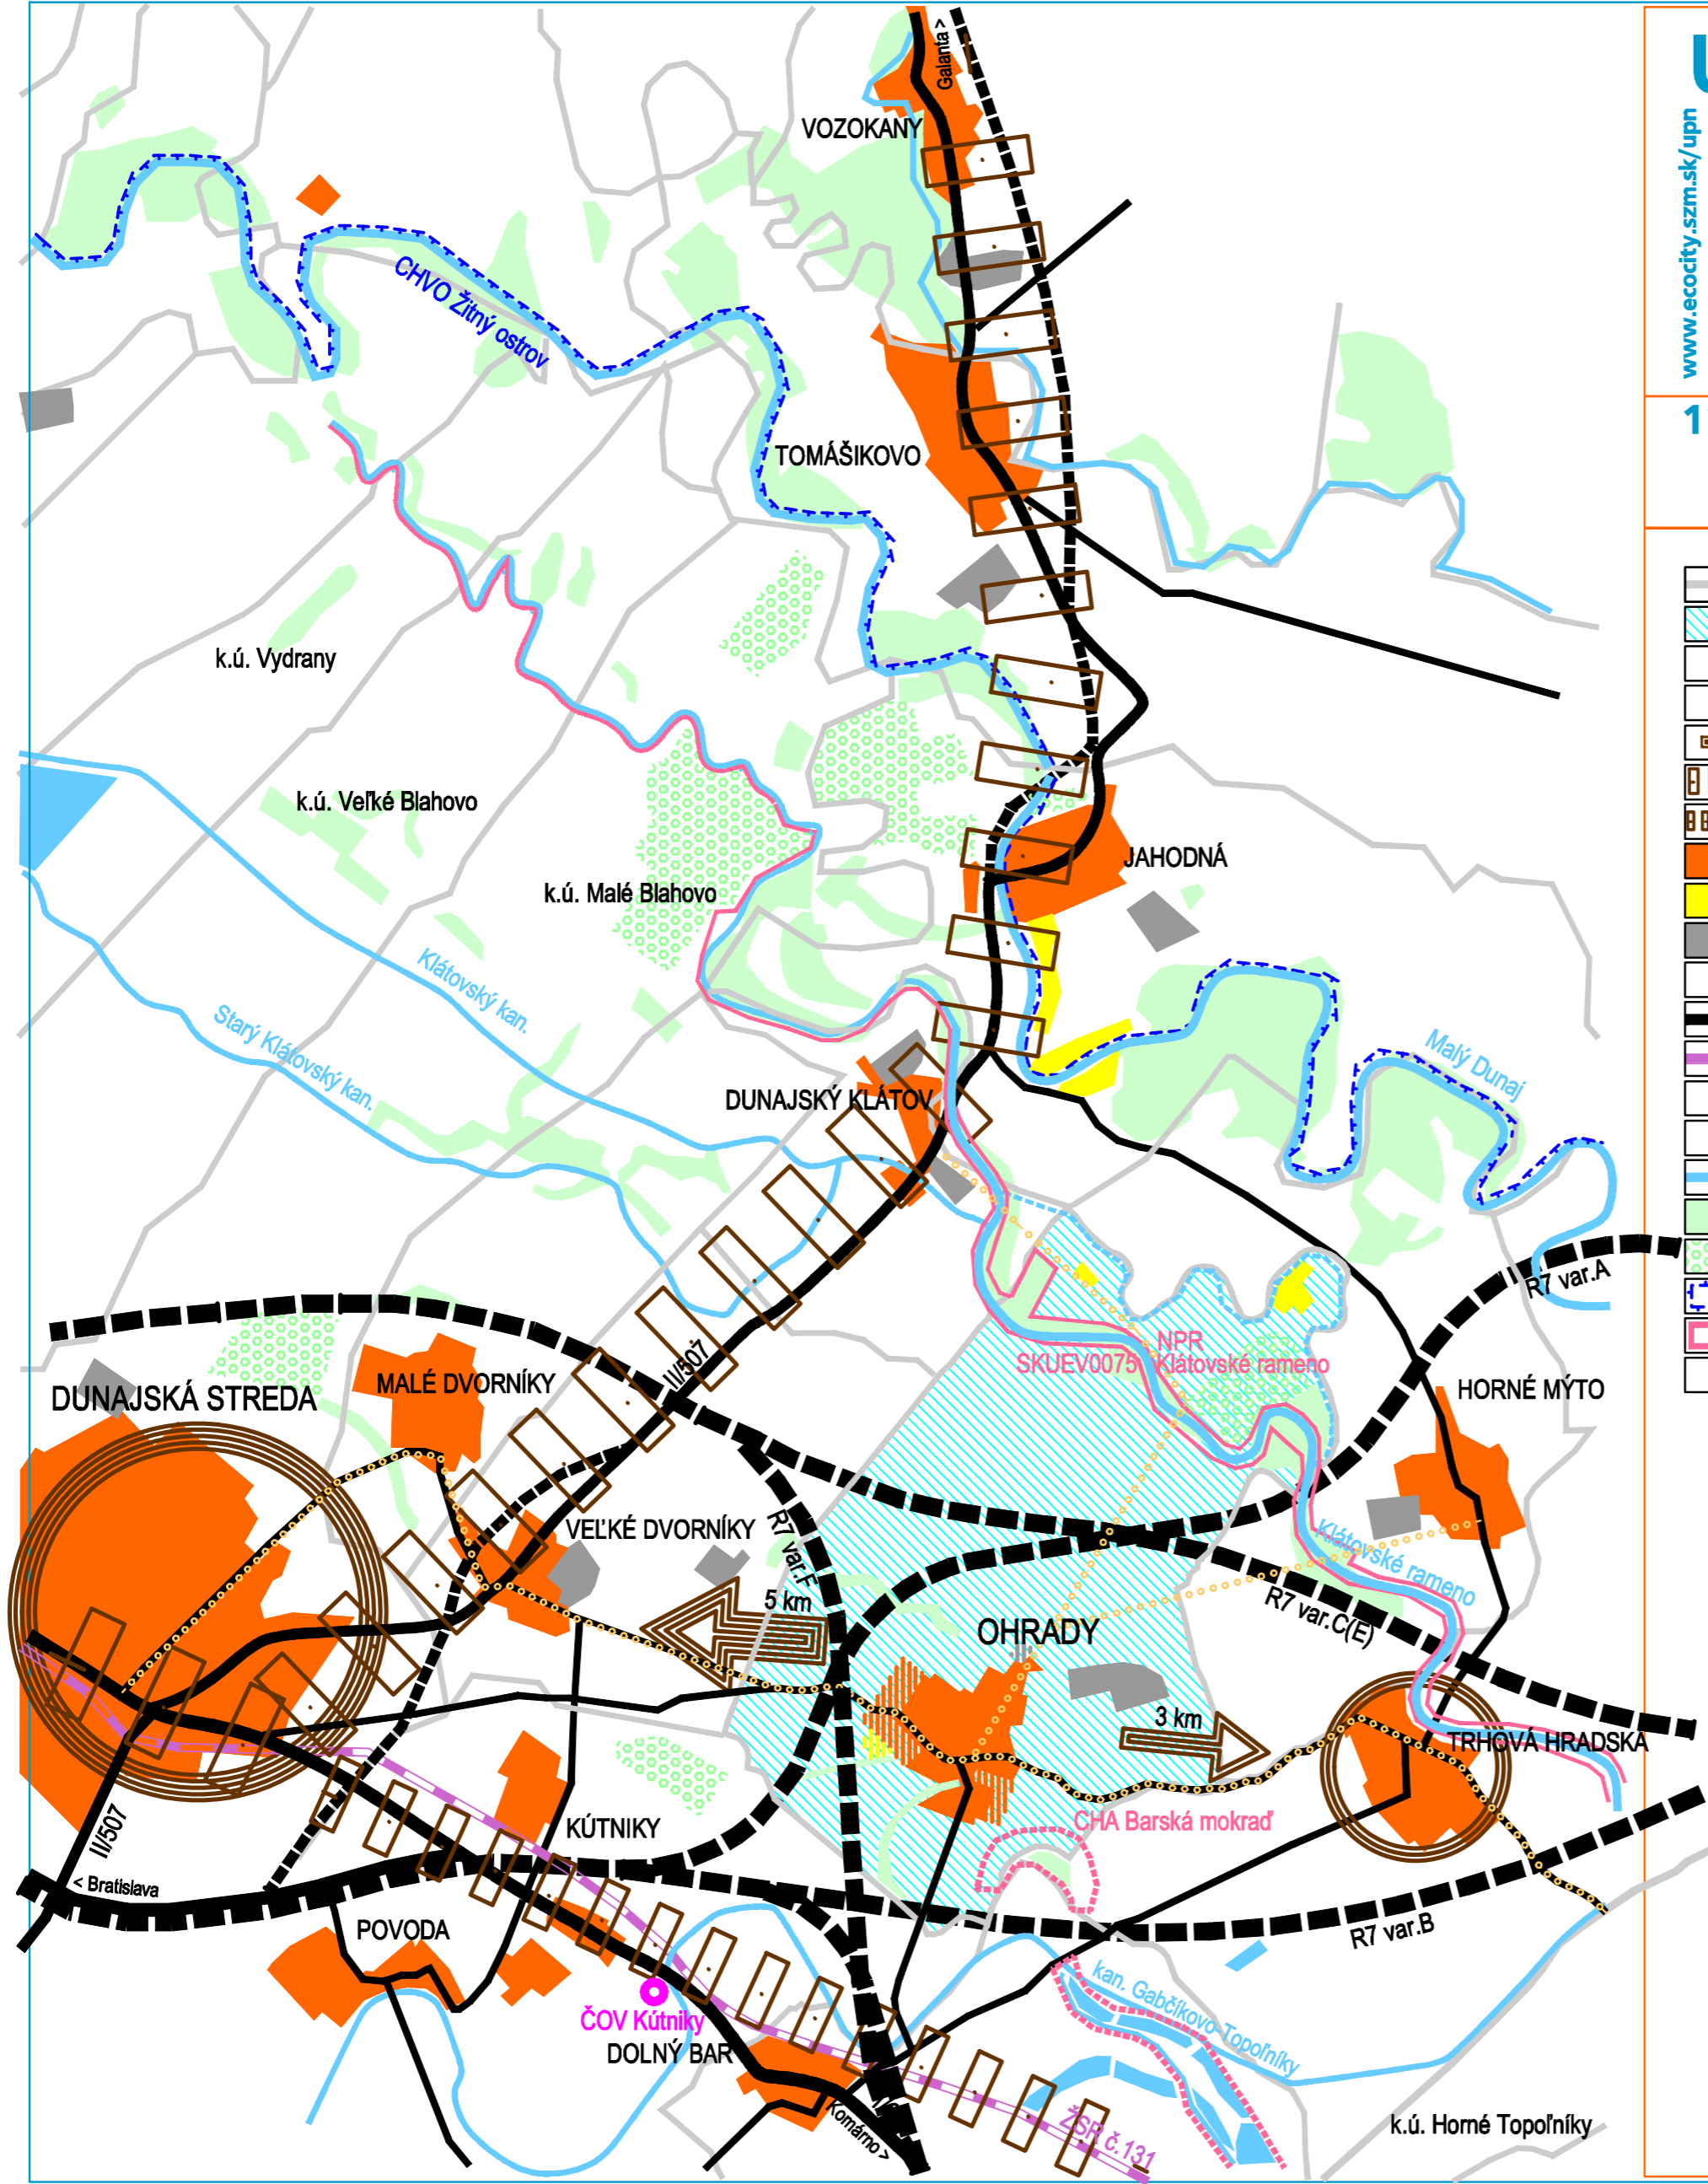 Galanta >
VOZOKANY
U
www.ecocity.szm.sk/upn
CHVO Žitný ostrov
1
TOMÁŠIKOVO
k.ú. Vydrany
k.ú. Veľké Blahovo
JAHODNÁ
k.ú. Malé Blahovo
Klátovský kan.
Starý Klátovský kan.
Malý Dunaj
DUNAJSKÝ KLÁTOV
R7 var.A
NPR
SKUEV0075 Klátovské rameno
II/507
MALÉ DVORNÍKY
DUNAJSKÁ STREDA
HORNÉ MÝTO
VEĽKÉ DVORNÍKY
R7 var.F
Klátovské rameno
5 km
R7 var.C(E)
OHRADY
3 km
TRHOVÁ HRADSKÁ
II/507
KÚTNIKY
CHA Barská mokraď
< Bratislava
POVODA
R7 var.B
kan. Gabčíkovo-Topoľníky
ČOV Kútniky
DOLNÝ BAR
Komárno >
ŽSR č.131
k.ú. Horné Topoľníky